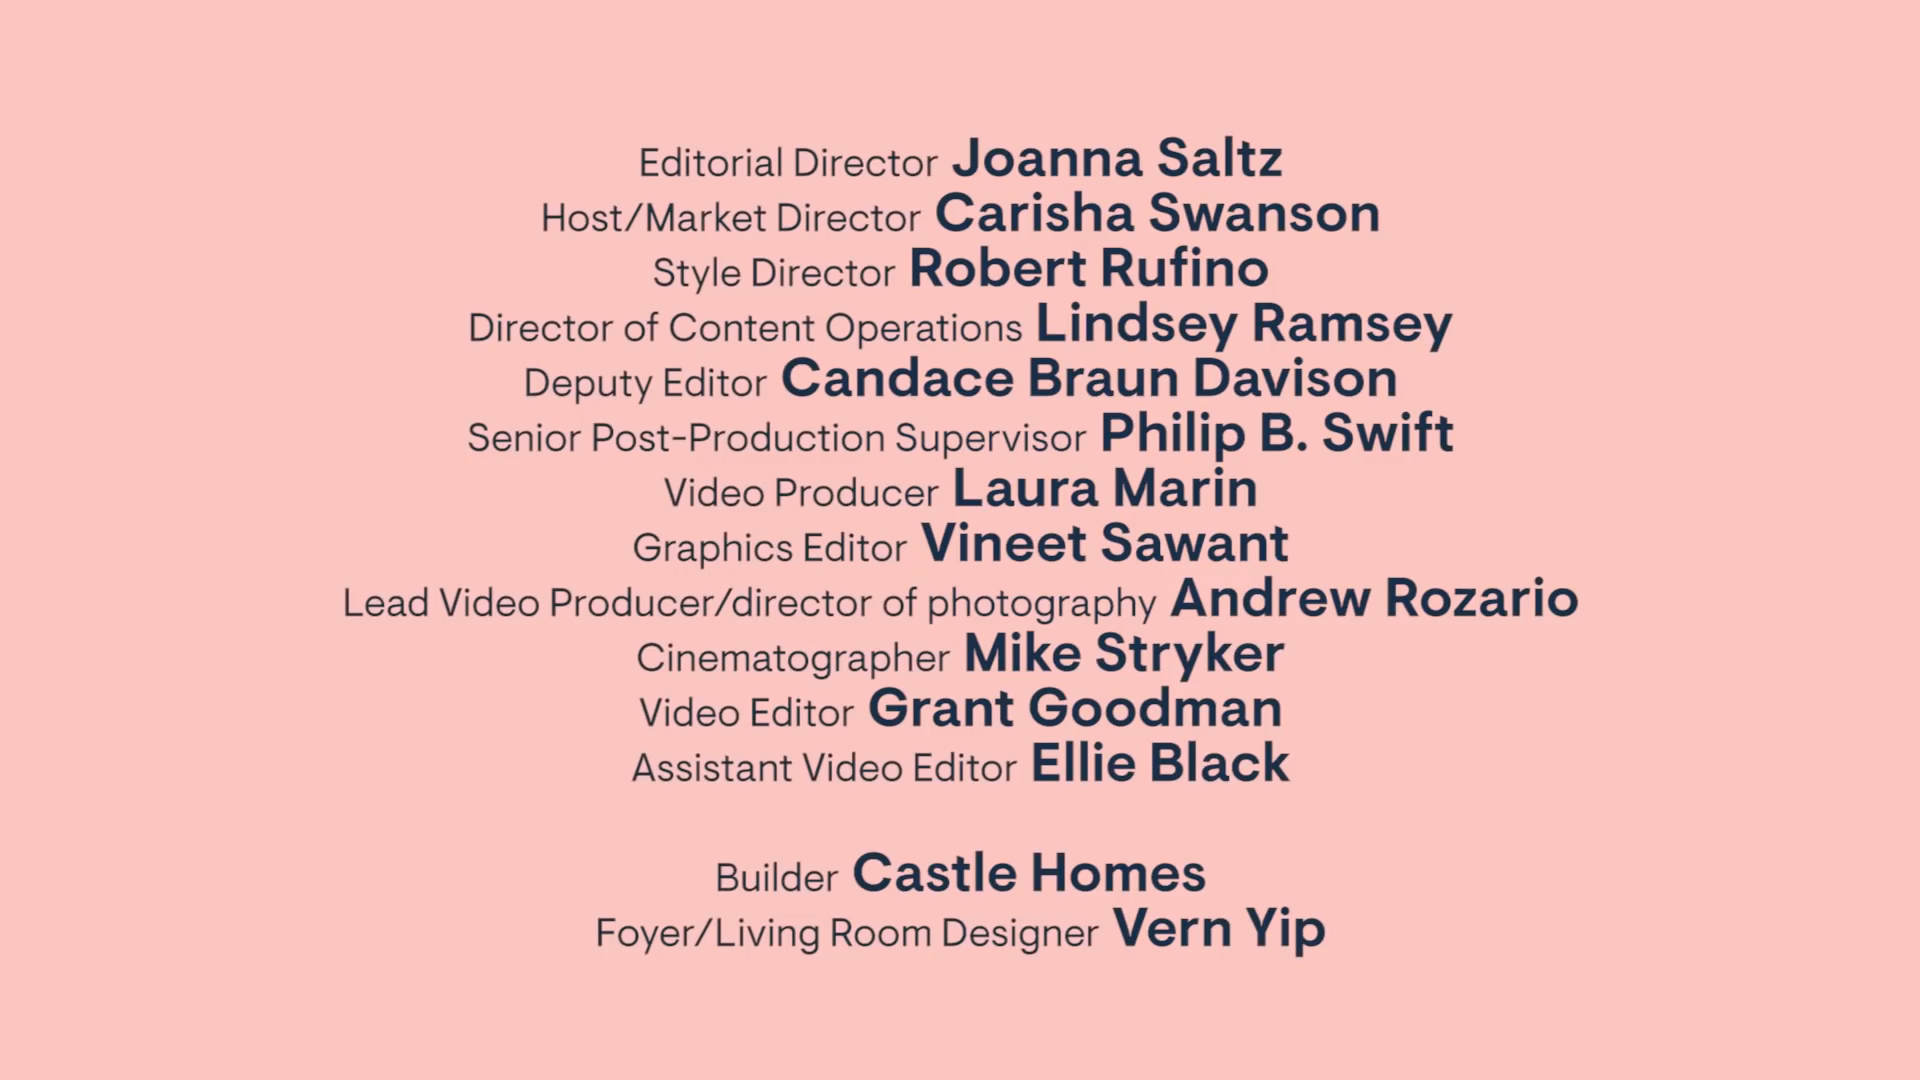 Editorial Director Joanna Saltz
Host/Market Director Carisha Swanson
Style Director Robert Rufino
Director of Content Operations Lindsey Ramsey
Deputy Editor Candace Braun Davison
Senior Post-Production Supervisor Philip B. Swift
Video Producer Laura Marin
Graphics Editor Vineet Sawant
Lead Video Producer/director of photography Andrew Rozario
Cinematographer Mike Stryker
Video Editor Grant Goodman
Assistant Video Editor Ellie Black
Builder Castle Homes
Foyer/Living Room Designer Vern Yip